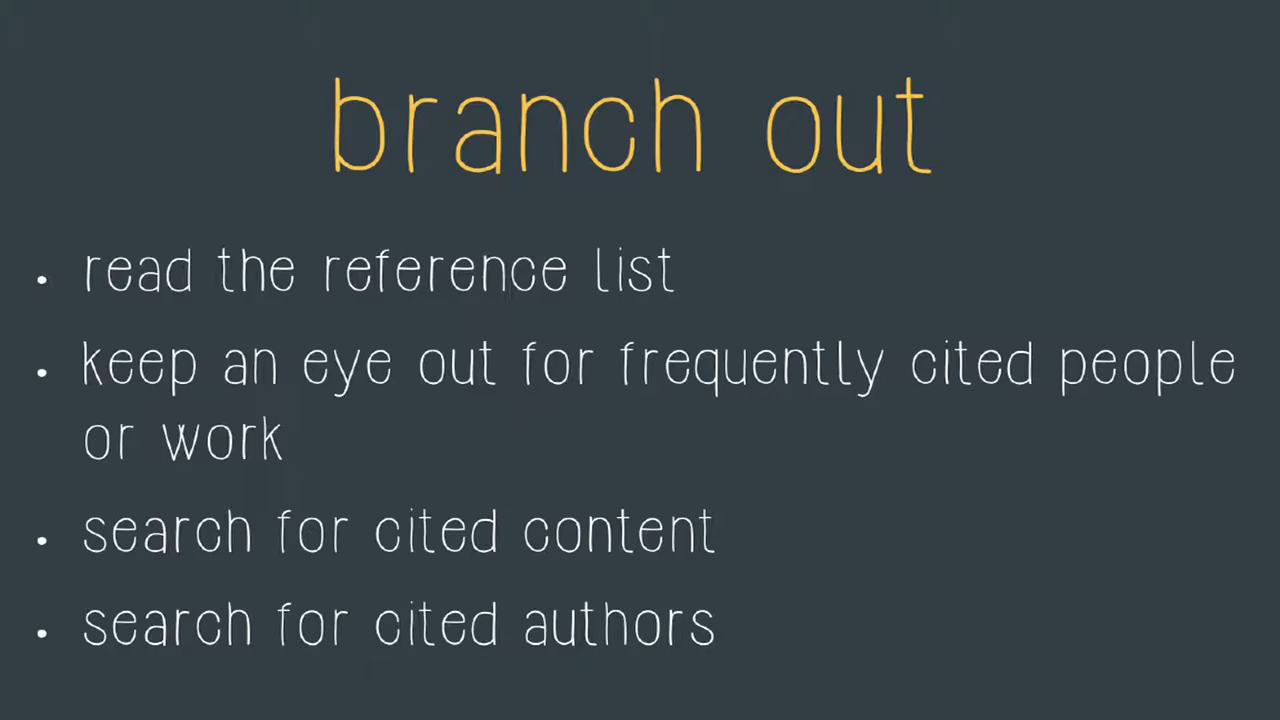 branch out
• read the reference list
• keep an eye out for frequently cited people
or work
• search for cited content
• search for cited authors